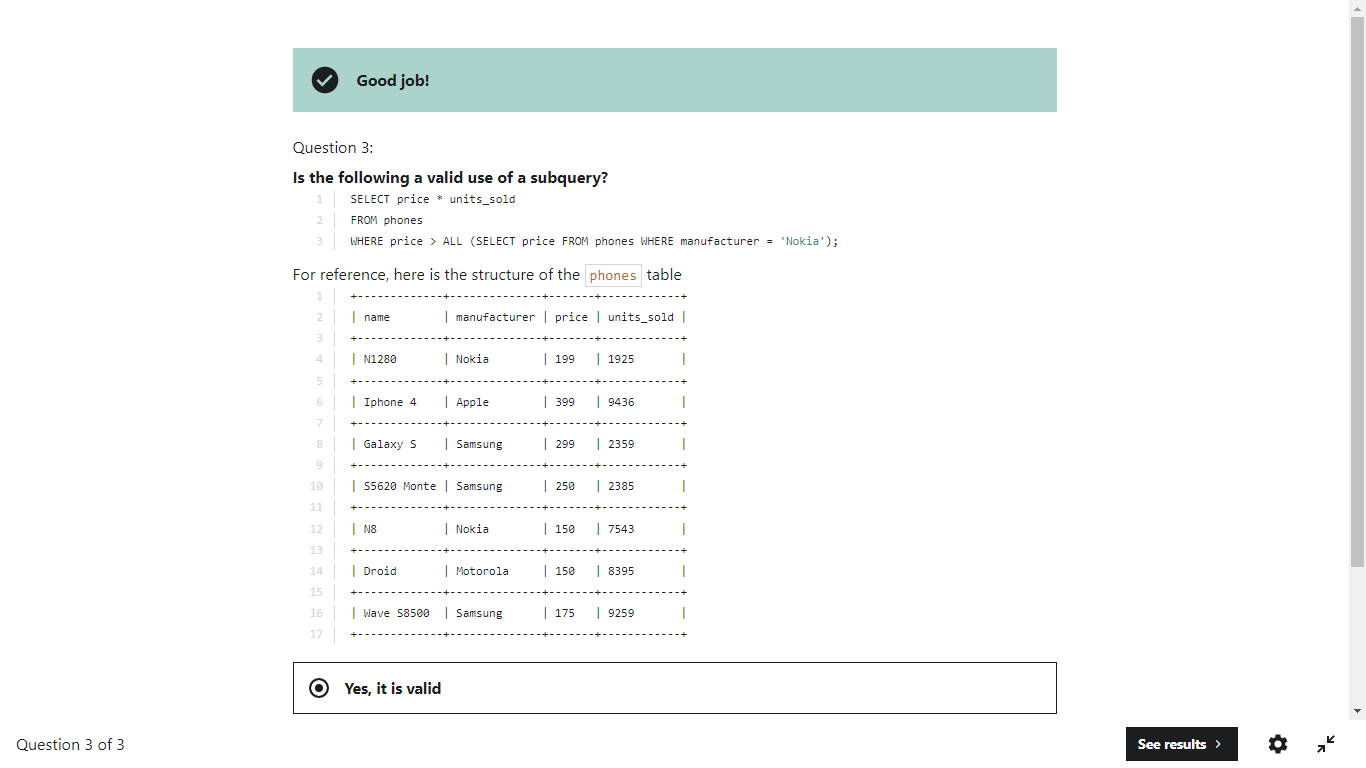 Good job!
Question 3:
Is the following a valid use of a subquery?
1 SELECT price * units_sold
2 FROM phones
3 WHERE price > ALL (SELECT price FROM phones WHERE manufacturer = 'Nokia');
For reference, here is the structure of the phones table
1 +-------------+--------------+-------+------------+
2 | name        | manufacturer | price | units_sold |
3 +-------------+--------------+-------+------------+
4 | N1280       | Nokia        | 199   | 1925       |
5 +-------------+--------------+-------+------------+
6 | Iphone 4    | Apple        | 399   | 9436       |
7 +-------------+--------------+-------+------------+
8 | Galaxy S    | Samsung      | 299   | 2359       |
9 +-------------+--------------+-------+------------+
10 | S5620 Monte | Samsung      | 250   | 2385       |
11 +-------------+--------------+-------+------------+
12 | N8          | Nokia        | 150   | 7543       |
13 +-------------+--------------+-------+------------+
14 | Droid       | Motorola     | 150   | 8395       |
15 +-------------+--------------+-------+------------+
16 | Wave S8500  | Samsung      | 175   | 9259       |
17 +-------------+--------------+-------+------------+
Yes, it is valid
Question 3 of 3
See results